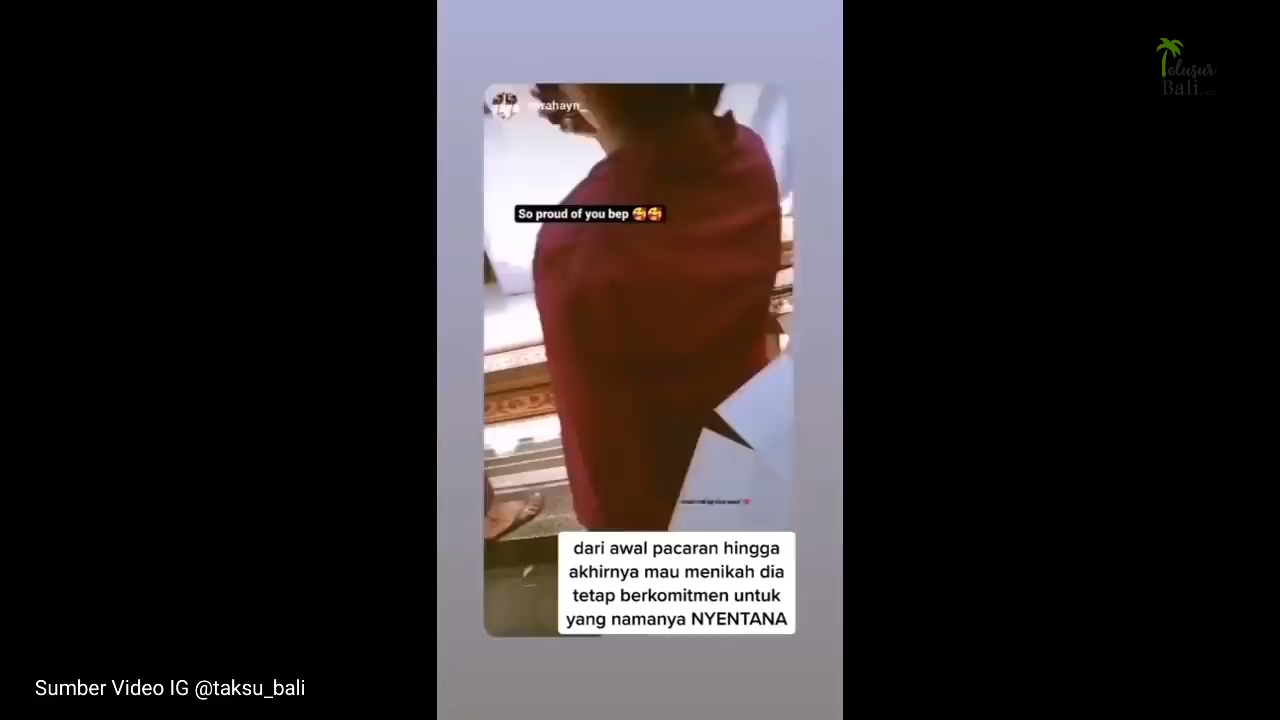 elusur
Bali
So proud of you bep 🥰🥰
dari awal pacaran hingga
akhirnya mau menikah dia
tetap berkomitmen untuk
yang namanya NYENTANA
Sumber Video IG @taksu_bali